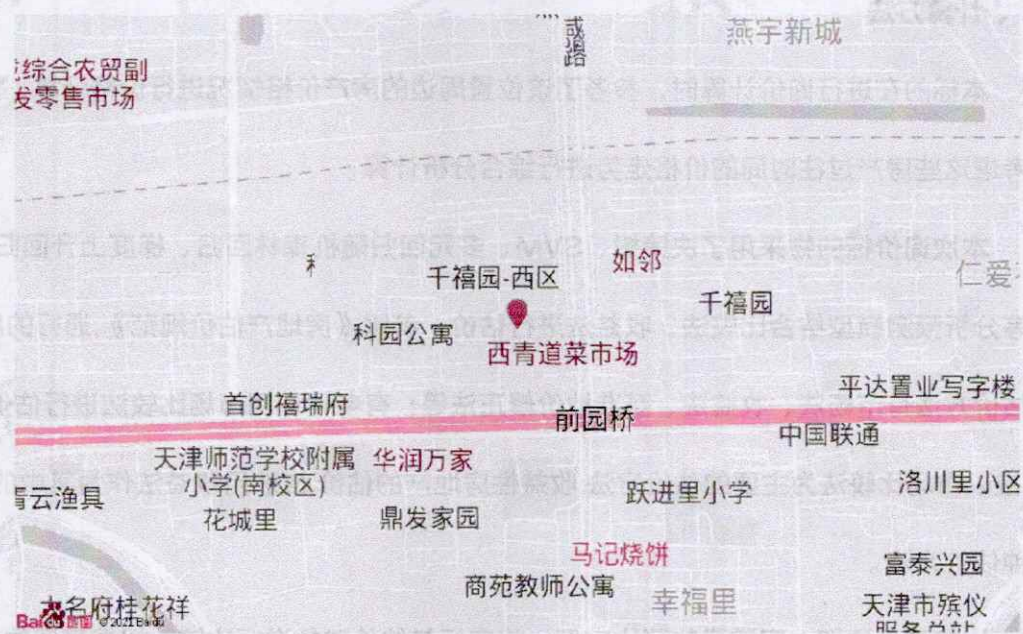 燕宇新城
综合农贸副
发零售市场
千禧园-西区
如邻
仁爱
千禧园
科园公寓
西青道菜市场
平达置业写字楼
首创禧瑞府
前园桥
中国联通
天津师范学校附属
小学(南校区)
华润万家
洛川里小区
青云渔具
花城里
鼎发家园
跃进里小学
马记烧饼
商苑教师公寓
富泰兴园
幸福里
名府桂花祥
天津市殡仪
服务总站
Bai 地图 © 2021 Baidu